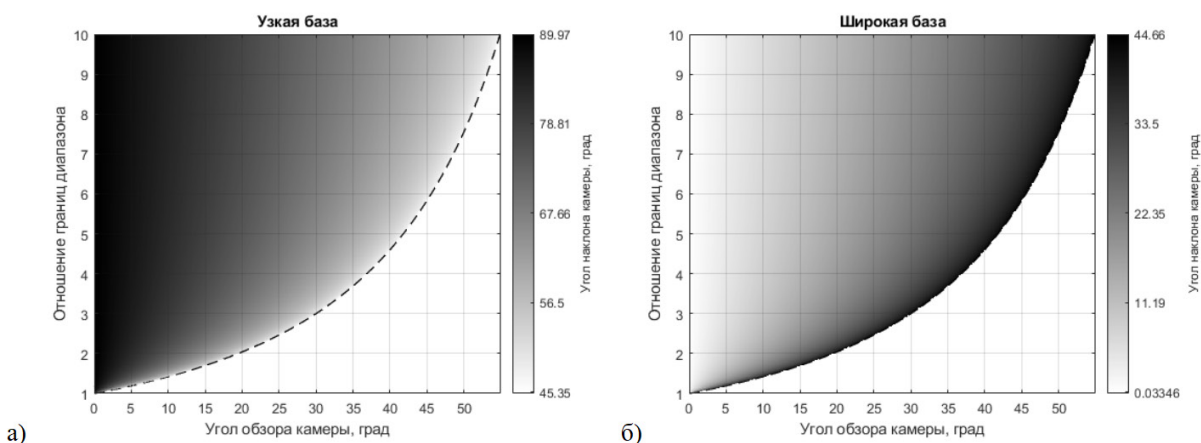 Узкая база
Отношение границ диапазона
10
9
8
7
6
5
4
3
2
1
0 5 10 15 20 25 30 35 40 45 50
Угол обзора камеры, град
89.97
78.81
67.66
56.5
45.35
Угол наклона камеры, град
а)
Широкая база
Отношение границ диапазона
10
9
8
7
6
5
4
3
2
1
0 5 10 15 20 25 30 35 40 45 50
Угол обзора камеры, град
44.66
33.5
22.35
11.19
0.03346
Угол наклона камеры, град
б)